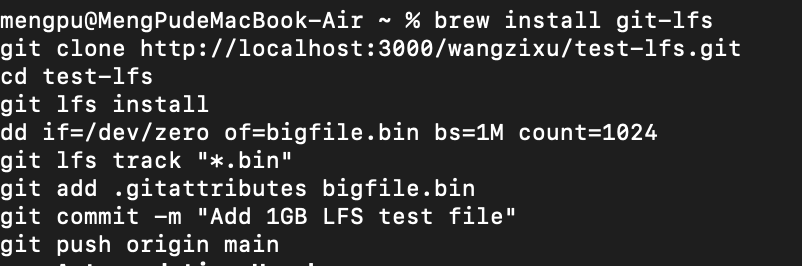 mengpu@MengPudeMacBook-Air ~ % brew install git-lfs
git clone http://localhost:3000/wangzixu/test-lfs.git
cd test-lfs
git lfs install
dd if=/dev/zero of=bigfile.bin bs=1M count=1024
git lfs track "*.bin"
git add .gitattributes bigfile.bin
git commit -m "Add 1GB LFS test file"
git push origin main